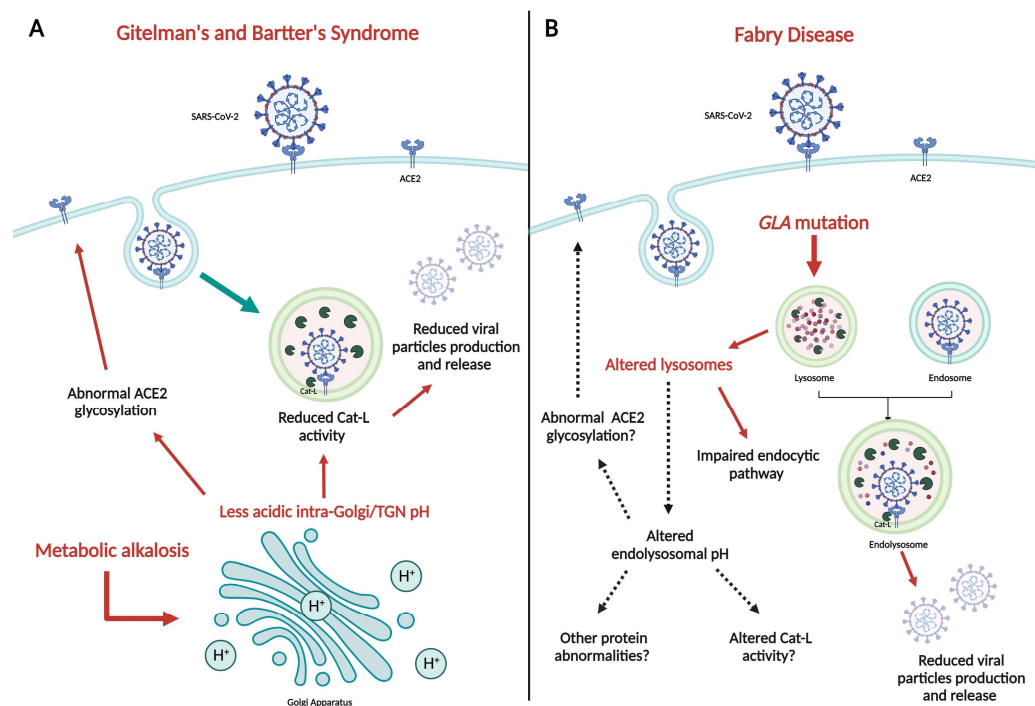 A
Gitelman's and Bartter's Syndrome
SARS-CoV-2
ACE2
Reduced viral
particles production
and release
Cat-L
Abnormal ACE2
glycosylation
Reduced Cat-L
activity
Less acidic intra-Golgi/TGN pH
Metabolic alkalosis
H+
H+
H+
H+
Golgi Apparatus
B
Fabry Disease
SARS-CoV-2
ACE2
GLA mutation
Altered lysosomes
Lysosome
Endosome
Abnormal ACE2
glycosylation?
Impaired endocytic
pathway
Cat-L
Endolysosome
Altered
endolysosomal pH
Other protein
abnormalities?
Altered Cat-L
activity?
Reduced viral
particles production
and release